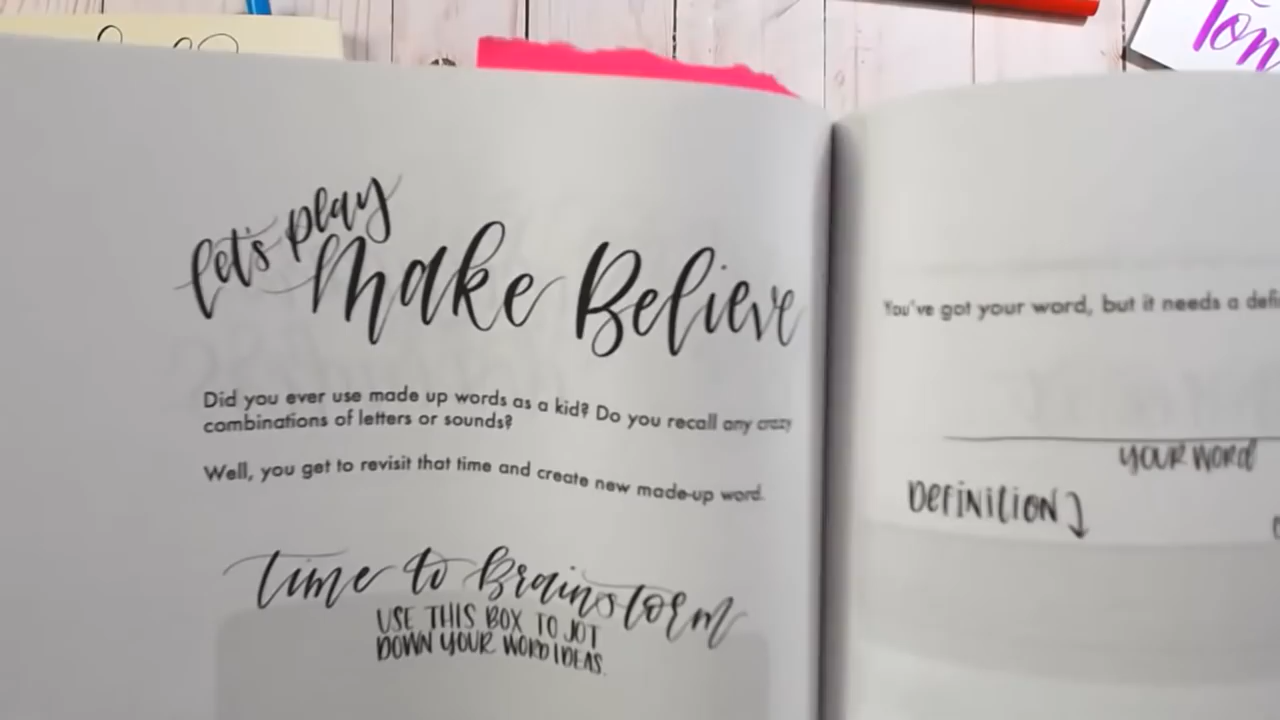 let's play
Make Believe
Did you ever use made up words as a kid? Do you recall any crazy
combinations of letters or sounds?
Well, you get to revisit that time and create new made-up word.
time to Brainstorm
USE THIS BOX TO JOT
DOWN YOUR WORD IDEAS.
You've got your word, but it needs a
YOUR WORD
DEFINITION